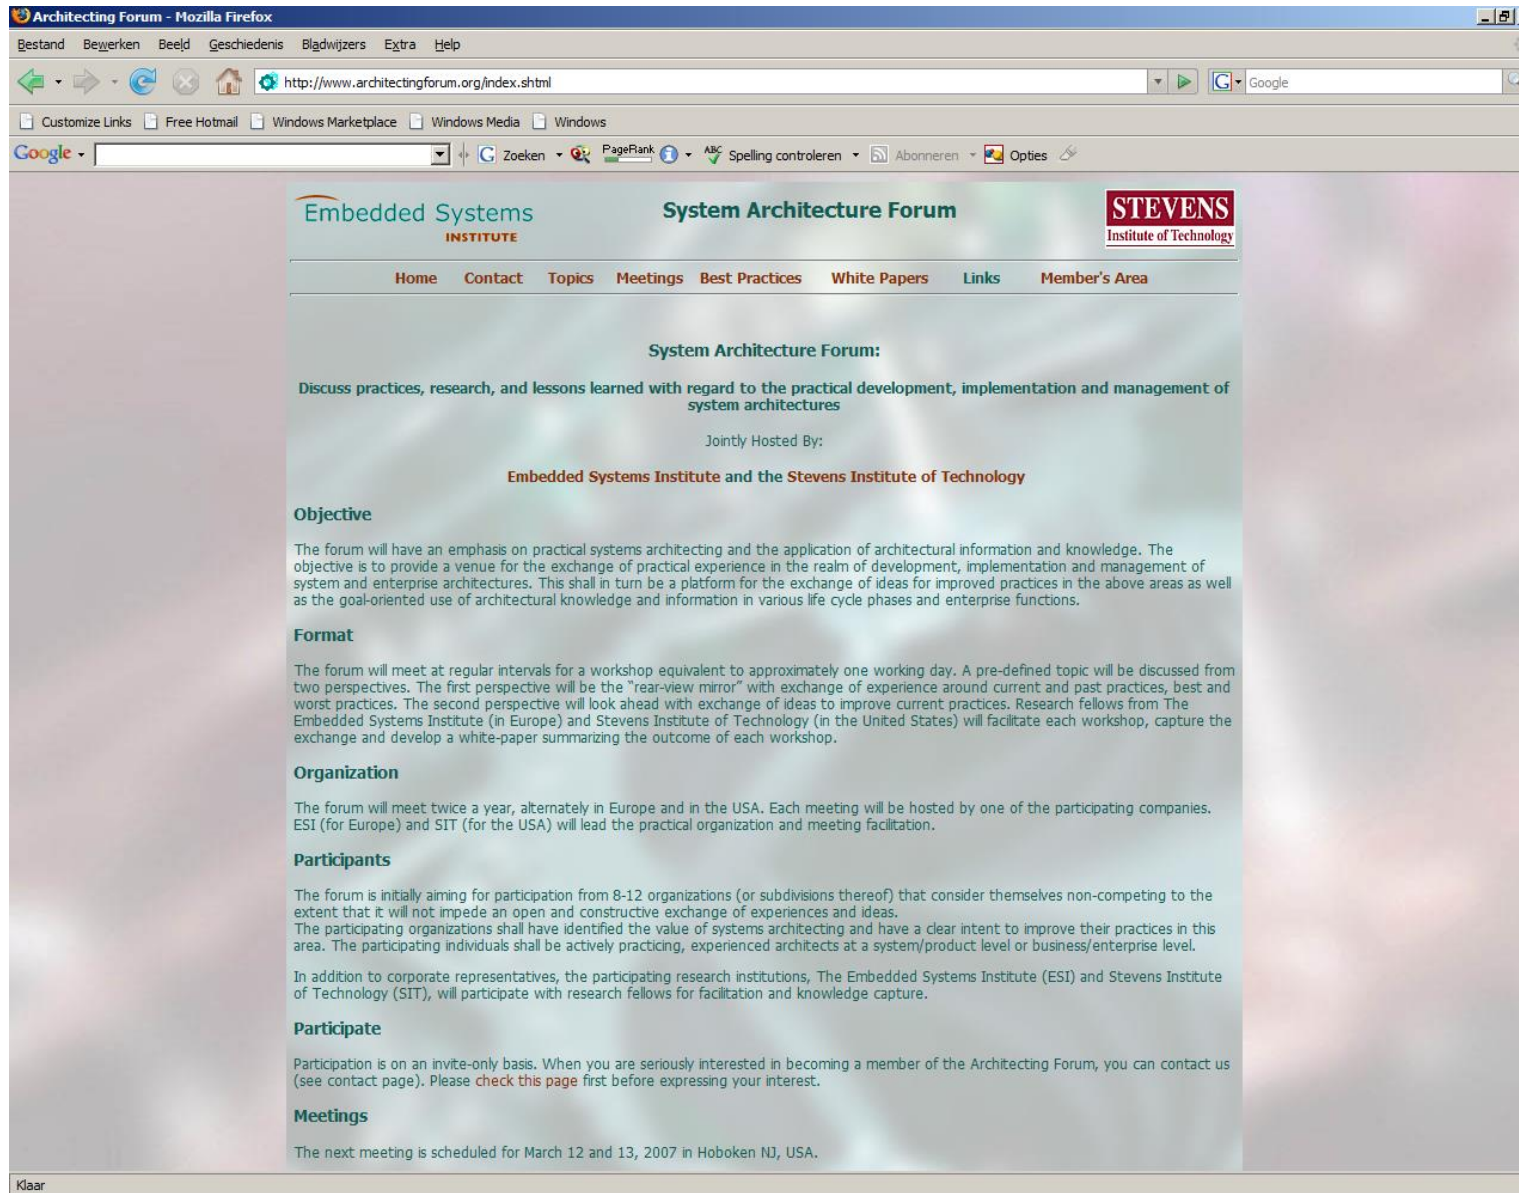 Architecting Forum - Mozilla Firefox
Bestand Bewerken Beeld Geschiedenis Bladwijzers Extra Help
http://www.architectingforum.org/index.shtml G Google
Customize Links Free Hotmail Windows Marketplace Windows Media Windows
Google G Zoeken PageRank ABC Spelling controleren Abonneren Opties
Embedded Systems
INSTITUTE
System Architecture Forum
STEVENS
Institute of Technology
Home Contact Topics Meetings Best Practices White Papers Links Member's Area
System Architecture Forum:
Discuss practices, research, and lessons learned with regard to the practical development, implementation and management of
system architectures
Jointly Hosted By:
Embedded Systems Institute and the Stevens Institute of Technology
Objective
The forum will have an emphasis on practical systems architecting and the application of architectural information and knowledge. The
objective is to provide a venue for the exchange of practical experience in the realm of development, implementation and management of
system and enterprise architectures. This shall in turn be a platform for the exchange of ideas for improved practices in the above areas as well
as the goal-oriented use of architectural knowledge and information in various life cycle phases and enterprise functions.
Format
The forum will meet at regular intervals for a workshop equivalent to approximately one working day. A pre-defined topic will be discussed from
two perspectives. The first perspective will be the “rear-view mirror” with exchange of experience around current and past practices, best and
worst practices. The second perspective will look ahead with exchange of ideas to improve current practices. Research fellows from The
Embedded Systems Institute (in Europe) and Stevens Institute of Technology (in the United States) will facilitate each workshop, capture the
exchange and develop a white-paper summarizing the outcome of each workshop.
Organization
The forum will meet twice a year, alternately in Europe and in the USA. Each meeting will be hosted by one of the participating companies.
ESI (for Europe) and SIT (for the USA) will lead the practical organization and meeting facilitation.
Participants
The forum is initially aiming for participation from 8-12 organizations (or subdivisions thereof) that consider themselves non-competing to the
extent that it will not impede an open and constructive exchange of experiences and ideas.
The participating organizations shall have identified the value of systems architecting and have a clear intent to improve their practices in this
area. The participating individuals shall be actively practicing, experienced architects at a system/product level or business/enterprise level.
In addition to corporate representatives, the participating research institutions, The Embedded Systems Institute (ESI) and Stevens Institute
of Technology (SIT), will participate with research fellows for facilitation and knowledge capture.
Participate
Participation is on an invite-only basis. When you are seriously interested in becoming a member of the Architecting Forum, you can contact us
(see contact page). Please check this page first before expressing your interest.
Meetings
The next meeting is scheduled for March 12 and 13, 2007 in Hoboken NJ, USA.
Klaar